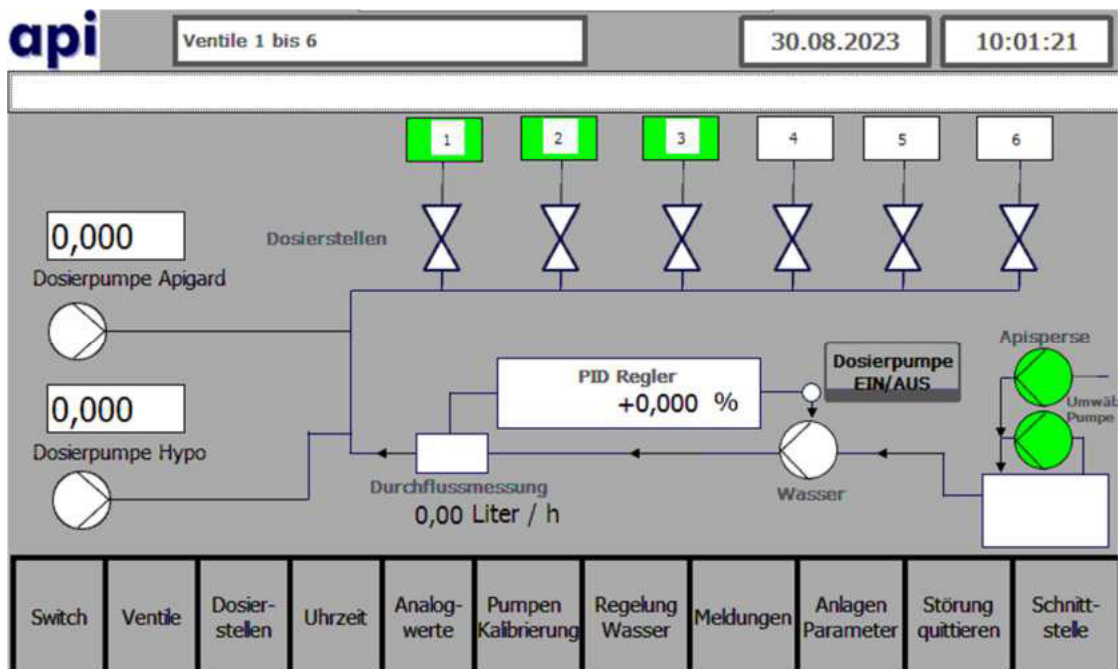 api
Ventile 1 bis 6
30.08.2023
10:01:21
1
2
3
4
5
6
0,000
Dosierpumpe Apigard
Dosierstellen
0,000
Dosierpumpe Hypo
PID Regler
+0,000 %
Dosierpumpe
EIN/AUS
Apisperse
Umwäb
Pumpe
Durchflussmessung
0,00 Liter / h
Wasser
Switch
Ventile
Dosier-
stellen
Uhrzeit
Analog-
werte
Pumpen
Kalibrierung
Regelung
Wasser
Meldungen
Anlagen
Parameter
Störung
quittieren
Schnitt-
stelle